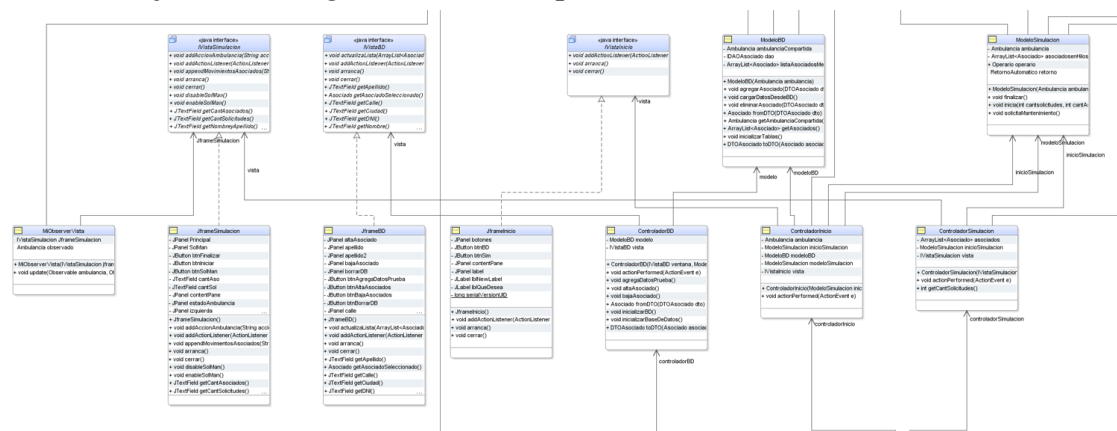 «java interface»
IVistaSimulacion
+ void addAccionAmbulancia(String acc
+ void addActionListener(ActionListener
+ void appendMovimientosAsociados(St
+ void arranca()
+ void cerrar()
+ void disableSolMan()
+ void enableSolMan()
+ JTextField getCantAsociados()
+ JTextField getCantSolicitudes()
+ JTextField getNombreyApellido() ...
«java interface»
IVistaBD
+ void actualizaLista(ArrayList<Asociad
+ void addActionListener(ActionListener
+ void arranca()
+ void cerrar()
+ JTextField getApellido()
+ Asociado getAsociadoSeleccionado()
+ JTextField getCalle()
+ JTextField getCiudad()
+ JTextField getDNI()
+ JTextField getNombre() ...
«java interface»
IVistaInicio
+ void addActionListener(ActionListener
+ void arranca()
+ void cerrar()
ModeloBD
- Ambulancia ambulanciaCompartida
- IDAOAsociado dao
- ArrayList<Asociado> listaAsociadosMe
+ ModeloBD(Ambulancia ambulancia)
+ void agregarAsociado(DTOAsociado d
+ void cargarDatosDesdeBD()
+ void eliminarAsociado(DTOAsociado dt
+ Asociado fromDTO(DTOAsociado dto)
+ Ambulancia getAmbulanciaCompartida(
+ ArrayList<Asociado> getAsociados()
+ void inicializarTablas()
+ DTOAsociado toDTO(Asociado asociac
ModeloSimulacion
- Ambulancia ambulancia
- ArrayList<Asociado> asociadosenHilos
+ Operario operario
RetornoAutomatico retorno
+ ModeloSimulacion(Ambulancia ambulan
+ void finalizar()
+ void inicia(int cantsolicitudes, int cantA
+ void solicitaMantenimiento()
JframeSimulacion
vista
vista
vista
modelo
modeloBD
inicioSimulacion
modeloSimulacion
inicioSimulacion
MiObserverVista
IVistaSimulacion JframeSimulacion
Ambulancia observado
+ MiObserverVista(IVistaSimulacion jfran
+ void update(Observable ambulancia, O
JframeSimulacion
- JPanel Principal
- JPanel SolMan
- JButton btnFinalizar
- JButton btnIniciar
- JButton btnSolMan
- JTextField cantAso
- JTextField cantSol
- JPanel contentPane
- JPanel estadoAmbulancia
- JPanel izquierda ...
+ JframeSimulacion()
+ void addAccionAmbulancia(String acci
+ void addActionListener(ActionListener
+ void appendMovimientosAsociados(Str
+ void arranca()
+ void cerrar()
+ void disableSolMan()
+ void enableSolMan()
+ JTextField getCantAsociados()
+ JTextField getCantSolicitudes() ...
JframeBD
- JPanel altaAsociado
- JPanel apellido
- JPanel apellido2
- JPanel bajaAsociado
- JPanel borrarDB
- JButton btnAgregaDatosPrueba
- JButton btnAltaAsociados
- JButton btnBajaAsociados
- JButton btnBorrarDB
- JPanel calle ...
+ JframeBD()
+ void actualizaLista(ArrayList<Asociado
+ void addActionListener(ActionListener
+ void arranca()
+ void cerrar()
+ JTextField getApellido()
+ Asociado getAsociadoSeleccionado()
+ JTextField getCalle()
+ JTextField getCiudad()
+ JTextField getDNI() ...
JframeInicio
- JPanel botones
- JButton btnBD
- JButton btnSim
- JPanel contentPane
- JPanel label
- JLabel lblNewLabel
- JLabel lblQueDesea
- long serialVersionUID
+ JframeInicio()
+ void addActionListener(ActionListener
+ void arranca()
+ void cerrar()
ControladorBD
- ModeloBD modelo
- IVistaBD vista
+ ControladorBD(IVistaBD ventana, Mode
+ void actionPerformed(ActionEvent e)
+ void agregaDatosPrueba()
+ void altaAsociado()
+ void bajaAsociado()
+ Asociado fromDTO(DTOAsociado dto)
+ void inicializarBD()
+ void inicializarBaseDeDatos()
+ DTOAsociado toDTO(Asociado asociac
ControladorInicio
- Ambulancia ambulancia
- ModeloSimulacion inicioSimulacion
- ModeloBD modeloBD
- ModeloSimulacion modeloSimulacion
- IVistaInicio vista
+ ControladorInicio(ModeloSimulacion inic
+ void actionPerformed(ActionEvent e)
ControladorSimulacion
- ArrayList<Asociado> asociados
- ModeloSimulacion inicioSimulacion
- IVistaSimulacion vista
+ ControladorSimulacion(IVistaSimulacior
+ void actionPerformed(ActionEvent e)
+ int getCantSolicitudes()
controladorBD
controladorInicio
controladorSimulacion